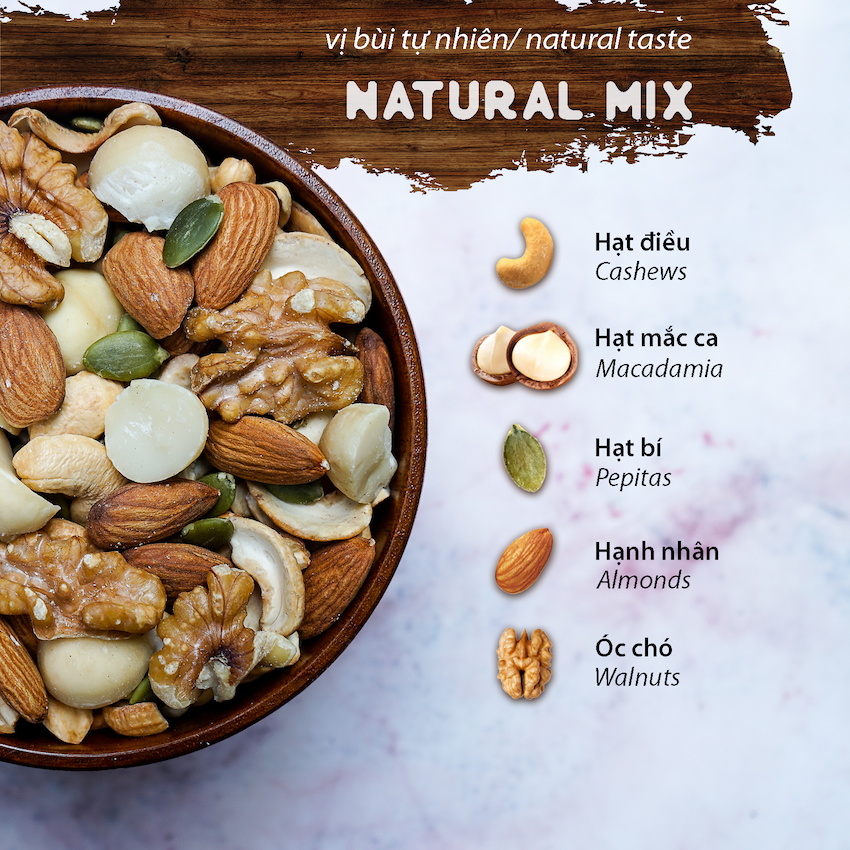 vị bùi tự nhiên/ natural taste
NATURAL MIX
Hạt điều
Cashews
Hạt mắc ca
Macadamia
Hạt bí
Pepitas
Hạnh nhân
Almonds
Óc chó
Walnuts